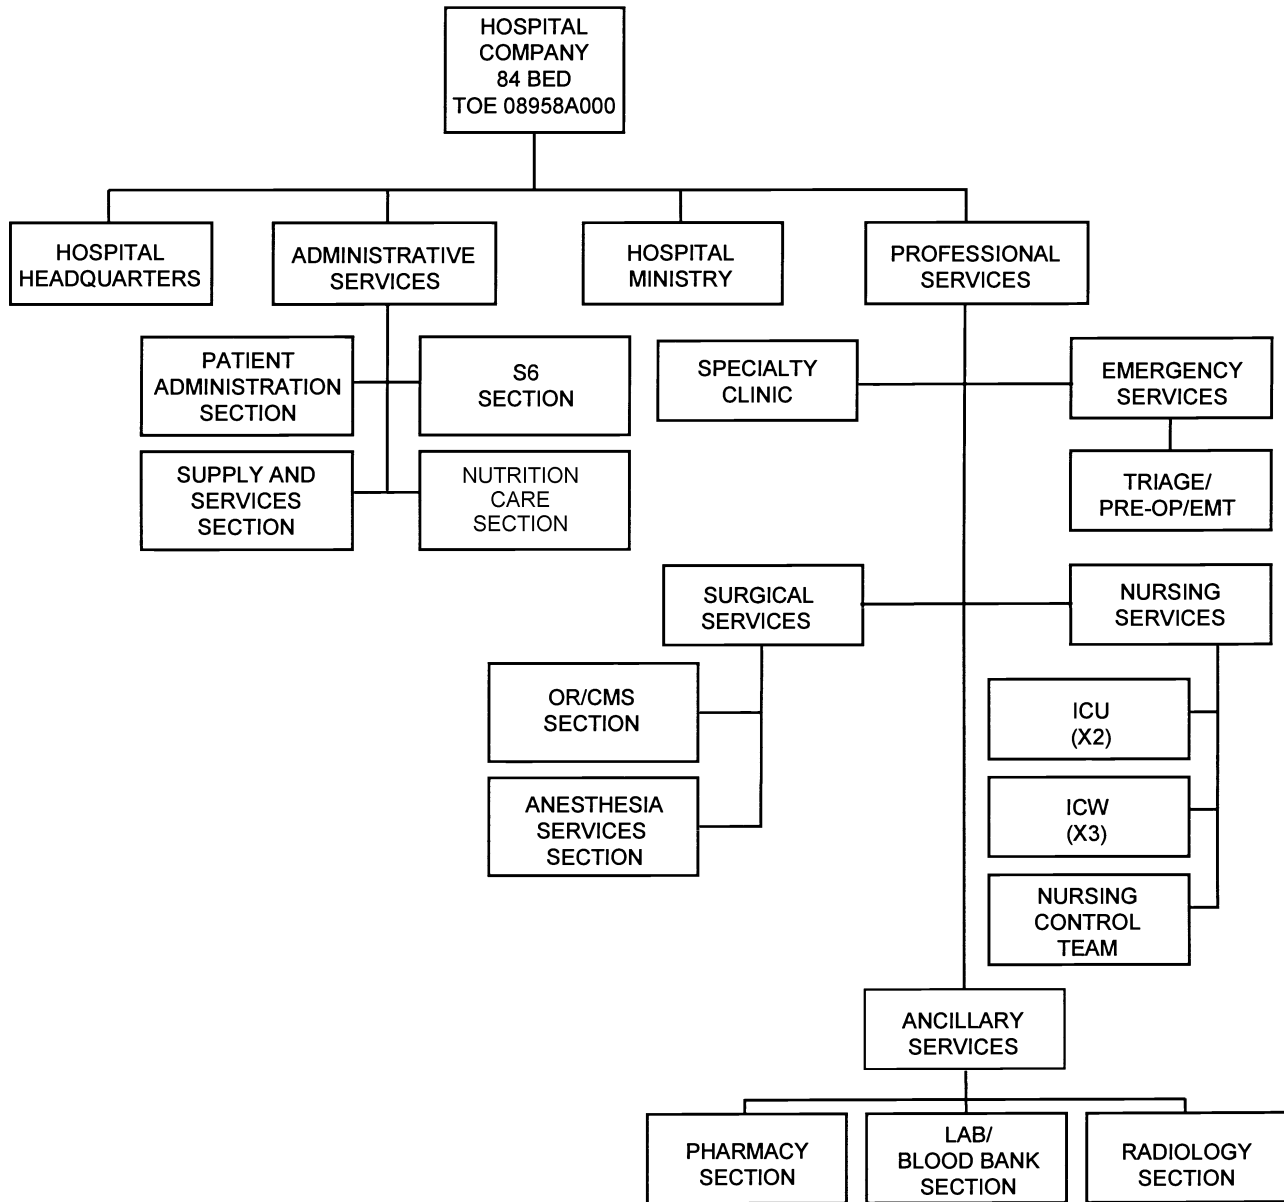 HOSPITAL
COMPANY
84 BED
TOE 08958A000
HOSPITAL
HEADQUARTERS
ADMINISTRATIVE
SERVICES
HOSPITAL
MINISTRY
PROFESSIONAL
SERVICES
PATIENT
ADMINISTRATION
SECTION
S6
SECTION
SPECIALTY
CLINIC
EMERGENCY
SERVICES
SUPPLY AND
SERVICES
SECTION
NUTRITION
CARE
SECTION
TRIAGE/
PRE-OP/EMT
SURGICAL
SERVICES
NURSING
SERVICES
OR/CMS
SECTION
ICU
(X2)
ANESTHESIA
SERVICES
SECTION
ICW
(X3)
NURSING
CONTROL
TEAM
ANCILLARY
SERVICES
PHARMACY
SECTION
LAB/
BLOOD BANK
SECTION
RADIOLOGY
SECTION